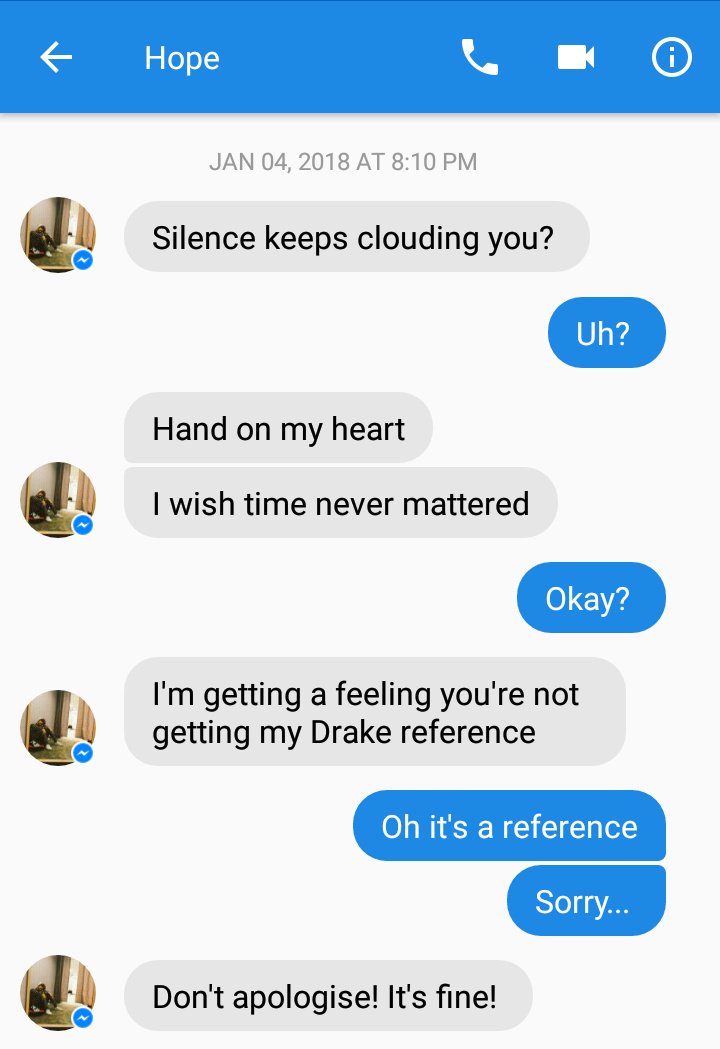 Hope
JAN 04, 2018 AT 8:10 PM
Silence keeps clouding you?
Uh?
Hand on my heart
I wish time never mattered
Okay?
I'm getting a feeling you're not
getting my Drake reference
Oh it's a reference
Sorry...
Don't apologise! It's fine!